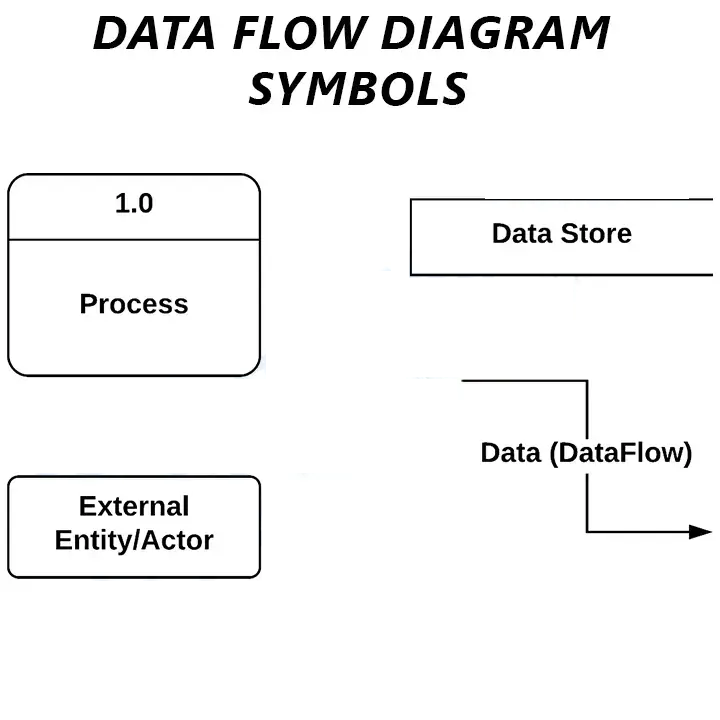 DATA FLOW DIAGRAM
SYMBOLS
1.0
Process
Data Store
Data (DataFlow)
External
Entity/Actor